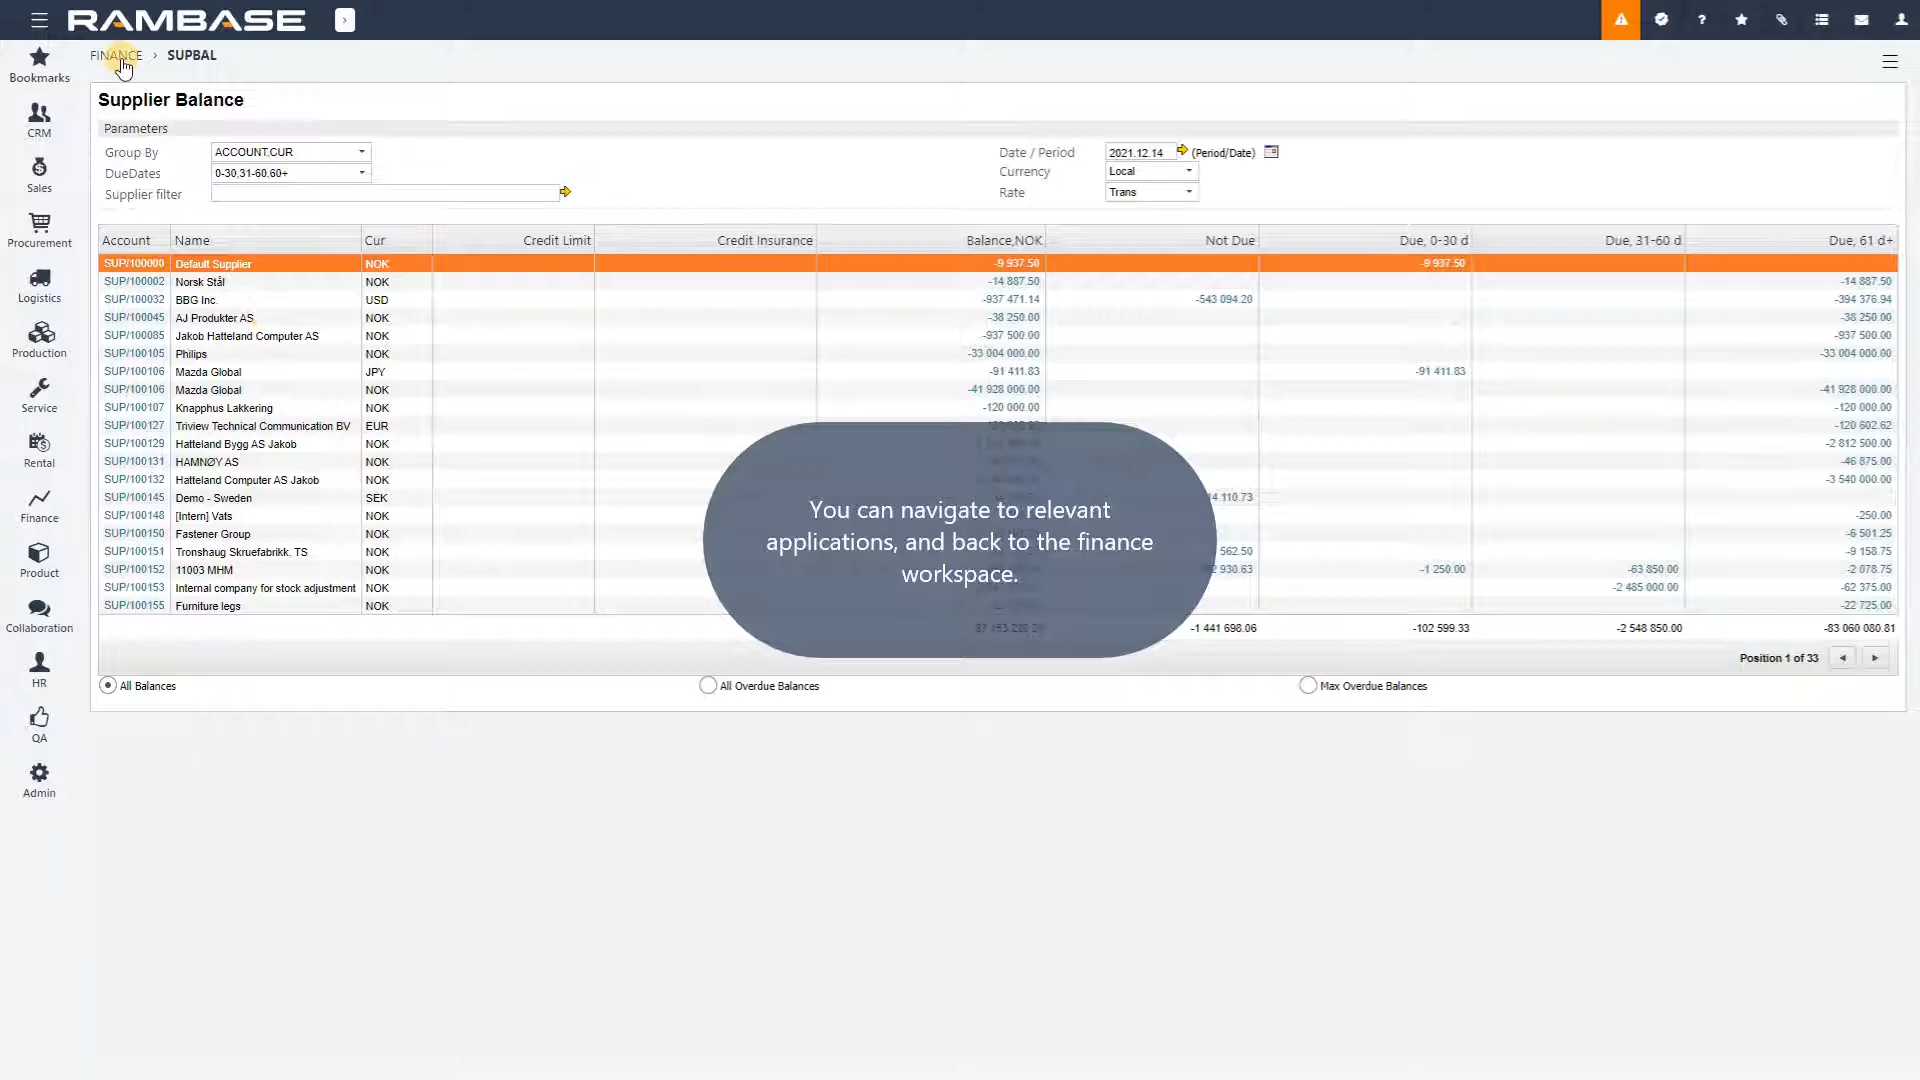 RAMBASE
FINANCE › SUPBAL
Bookmarks
CRM
Sales
Procurement
Logistics
Production
Service
Rental
Finance
Product
Collaboration
HR
QA
Admin
Supplier Balance
Parameters
Group By ACCOUNT,CUR Date / Period 2021.12.14 (Period/Date)
DueDates 0-30,31-60,60+ Currency Local
Supplier filter Rate Trans
Account Name Cur Credit Limit Credit Insurance Balance,NOK Not Due Due, 0-30 d Due, 31-60 d Due, 61 d+
SUP/100000 Default Supplier NOK -9 937.50 -9 937.50
SUP/100002 Norsk Stål NOK -14 887.50 -14 887.50
SUP/100032 BBG Inc. USD -937 471.14 -543 094.20 -394 376.94
SUP/100045 AJ Produkter AS NOK -38 250.00 -38 250.00
SUP/100085 Jakob Hatteland Computer AS NOK -937 500.00 -937 500.00
SUP/100105 Philips NOK -33 004 000.00 -33 004 000.00
SUP/100106 Mazda Global JPY -91 411.83 -91 411.83
SUP/100106 Mazda Global NOK -41 928 000.00 -41 928 000.00
SUP/100107 Knapphus Lakkering NOK -120 000.00 -120 000.00
SUP/100127 Triview Technical Communication BV EUR -120 602.62
SUP/100129 Hatteland Bygg AS Jakob NOK -2 812 500.00
SUP/100131 HAMNØY AS NOK -46 875.00
SUP/100132 Hatteland Computer AS Jakob NOK -3 540 000.00
SUP/100145 Demo - Sweden SEK 4 110.73
SUP/100148 [Intern] Vats NOK -250.00
SUP/100150 Fastener Group NOK -6 501.25
SUP/100151 Tronshaug Skruefabrikk, TS NOK 562.50 -9 158.75
SUP/100152 11003 MHM NOK 930.63 -1 250.00 -63 850.00 -2 078.75
SUP/100153 Internal company for stock adjustment NOK -2 485 000.00 -62 375.00
SUP/100155 Furniture legs NOK -22 725.00
-1 441 698.06 -102 599.33 -2 548 850.00 -83 060 080.81
Position 1 of 33
All Balances All Overdue Balances Max Overdue Balances
You can navigate to relevant
applications, and back to the finance
workspace.